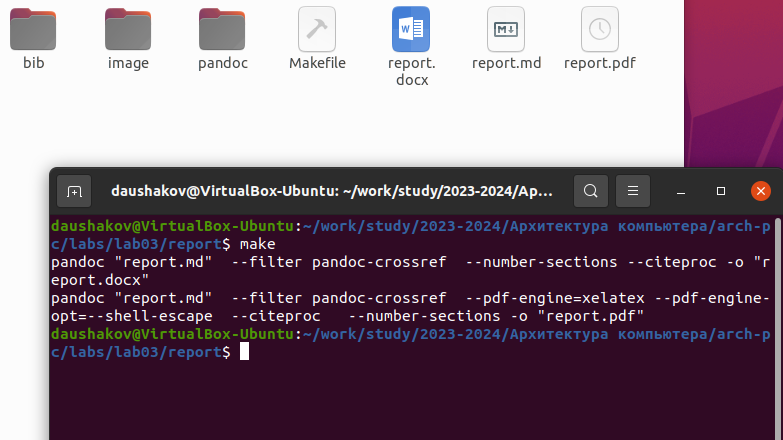 bib
image
pandoc
Makefile
report.
docx
M
report.md
report.pdf
daushakov@VirtualBox-Ubuntu: ~/work/study/2023-2024/Ар...
daushakov@VirtualBox-Ubuntu:~/work/study/2023-2024/Архитектура компьютера/arch-p
c/labs/lab03/report$ make
pandoc "report.md"  --filter pandoc-crossref  --number-sections --citeproc -o "r
eport.docx"
pandoc "report.md"  --filter pandoc-crossref  --pdf-engine=xelatex --pdf-engine-
opt=--shell-escape  --citeproc   --number-sections -o "report.pdf"
daushakov@VirtualBox-Ubuntu:~/work/study/2023-2024/Архитектура компьютера/arch-p
c/labs/lab03/report$